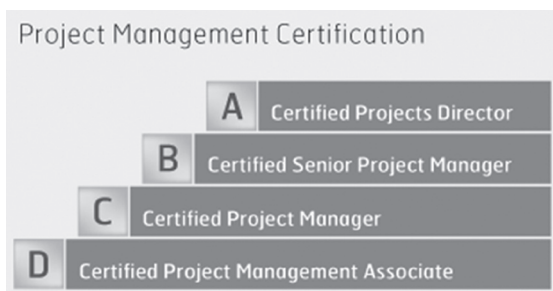 Project Management Certification
A Certified Projects Director
B Certified Senior Project Manager
C Certified Project Manager
D Certified Project Management Associate